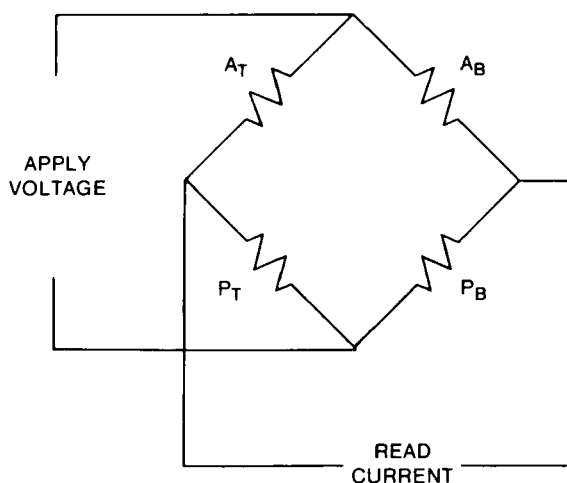 A_T
A_B
APPLY
VOLTAGE
P_T
P_B
READ
CURRENT